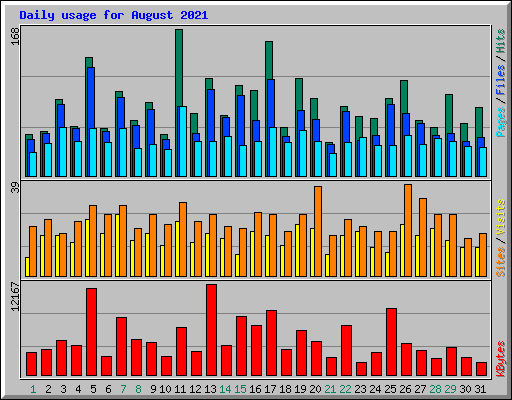 Daily usage for August 2021
168
Pages / Files / Hits
39
Sites / Visits
12167
KBytes
1 2 3 4 5 6 7 8 9 10 11 12 13 14 15 16 17 18 19 20 21 22 23 24 25 26 27 28 29 30 31